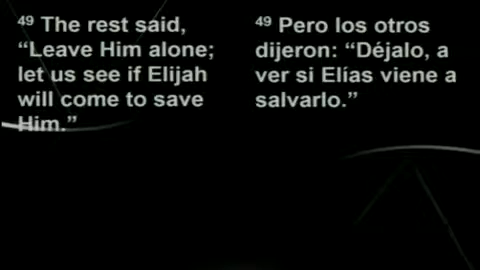 49 The rest said,
“Leave Him alone;
let us see if Elijah
will come to save
Him.”
49 Pero los otros
dijeron: “Déjalo, a
ver si Elías viene a
salvarlo.”